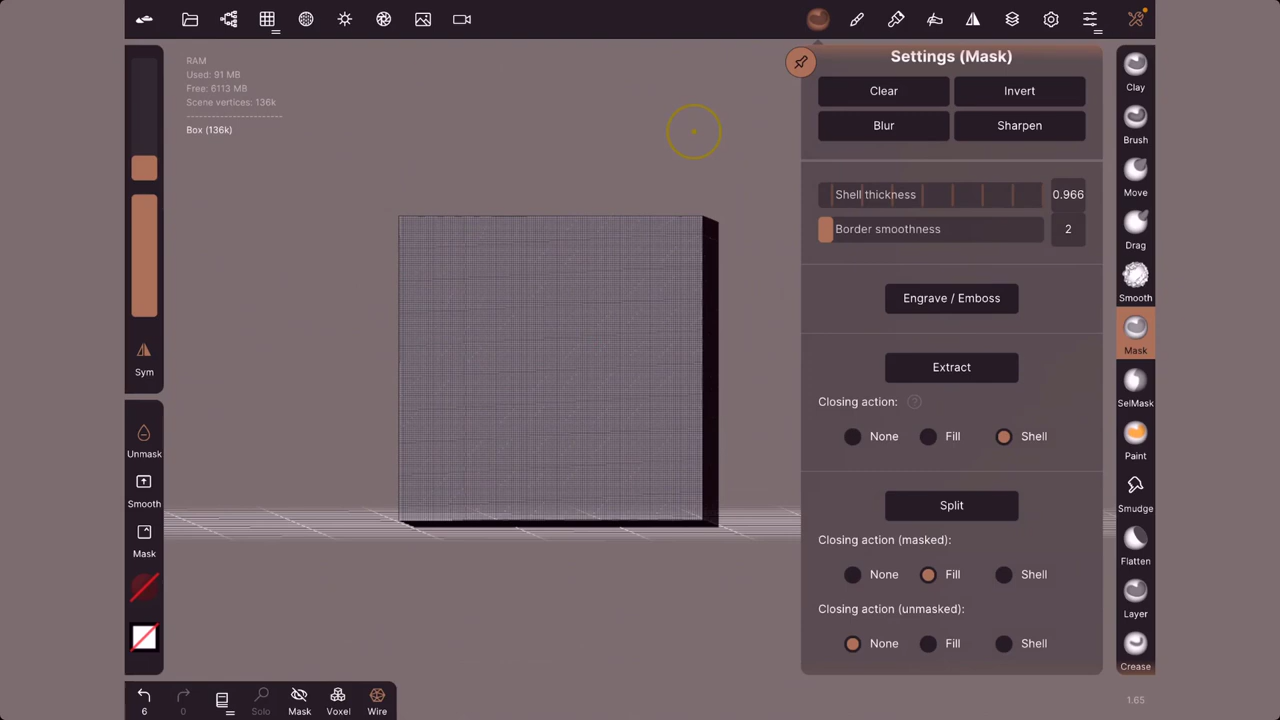 RAM
Used: 91 MB
Free: 6113 MB
Scene vertices: 136k
Box (136k)
Sym
Unmask
Smooth
Mask
6
0
Solo
Mask
Voxel
Wire
Settings (Mask)
Clear
Invert
Blur
Sharpen
Shell thickness
0.966
Border smoothness
2
Engrave / Emboss
Extract
Closing action: ?
None
Fill
Shell
Split
Closing action (masked):
None
Fill
Shell
Closing action (unmasked):
None
Fill
Shell
Clay
Brush
Move
Drag
Smooth
Mask
SelMask
Paint
Smudge
Flatten
Layer
Crease
1.65